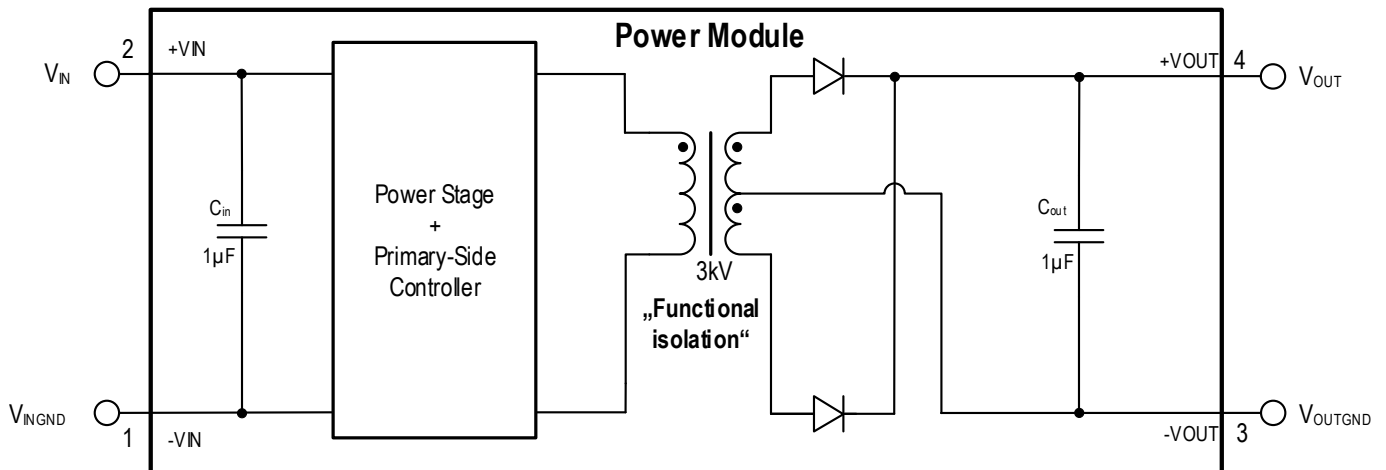 Power Module
2
+VIN
+VOUT
4
VIN
VOUT
Power Stage
+
Primary-Side
Controller
Cin
1µF
Cout
1µF
3kV
„Functional
isolation“
VINGND
1
-VIN
-VOUT
3
VOUTGND